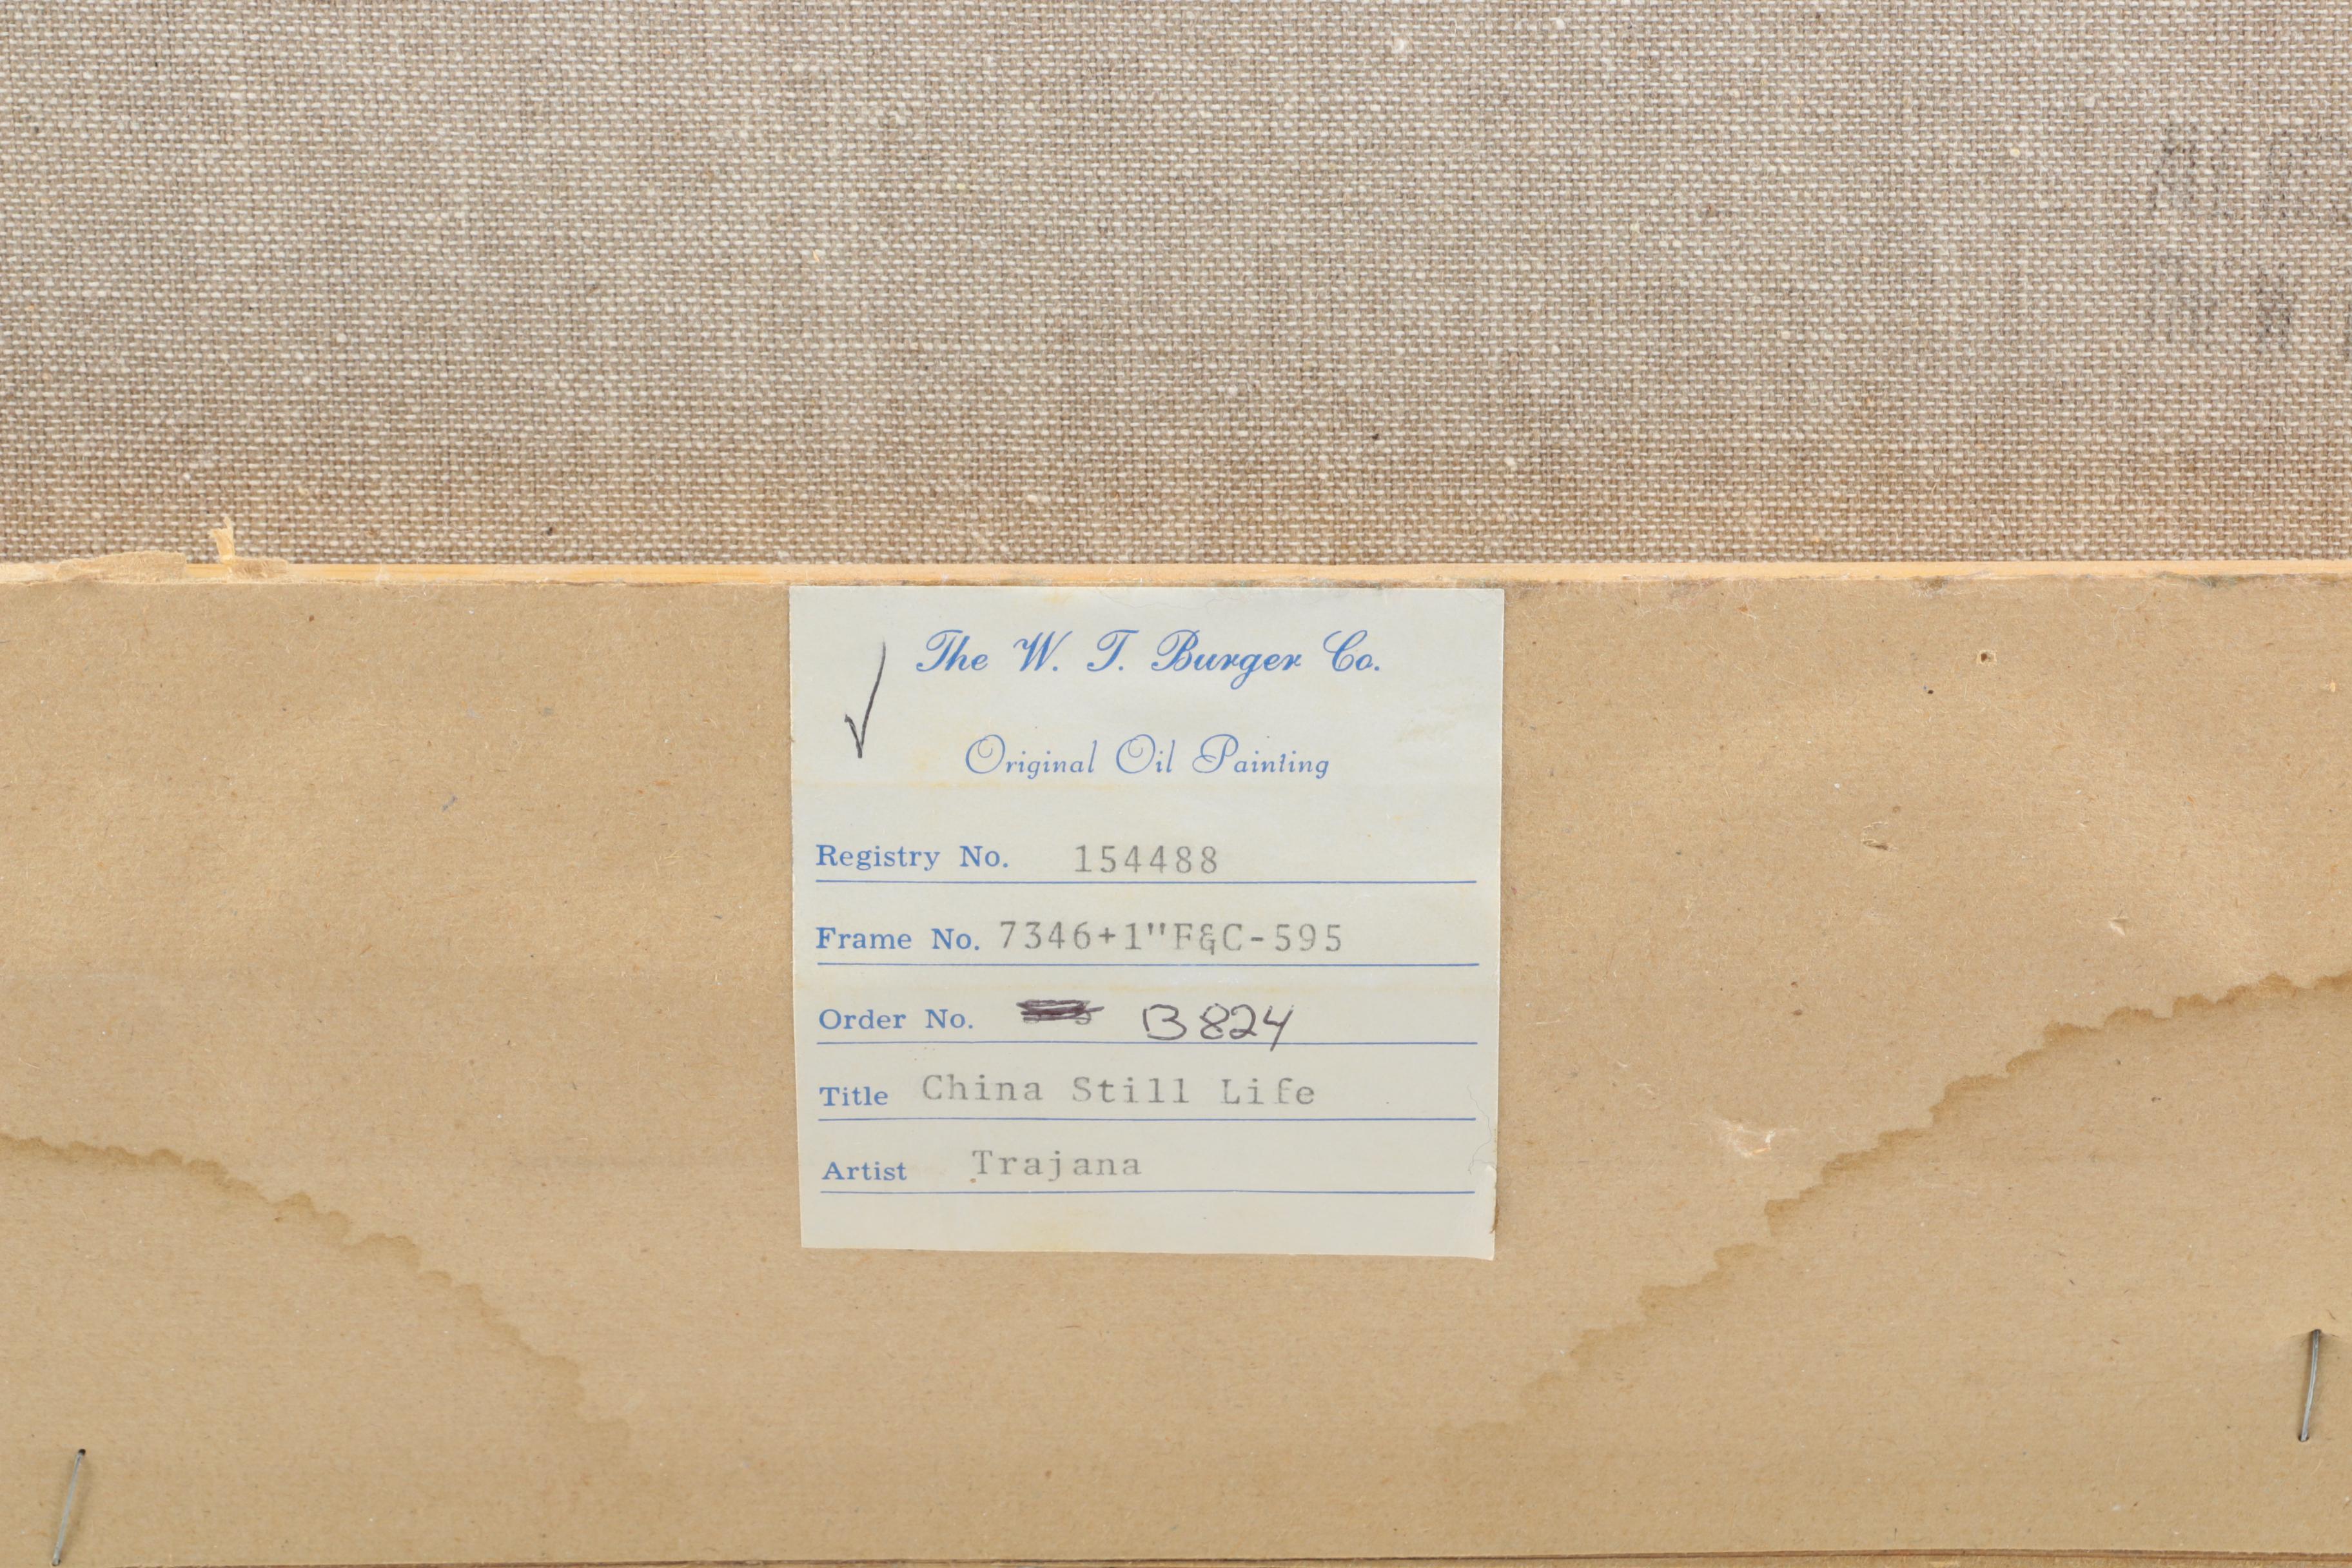 The W. T. Burger Co.
Original Oil Painting
Registry No. 154488
Frame No. 7346+1"F&C-595
Order No. B824
Title China Still Life
Artist Trajana